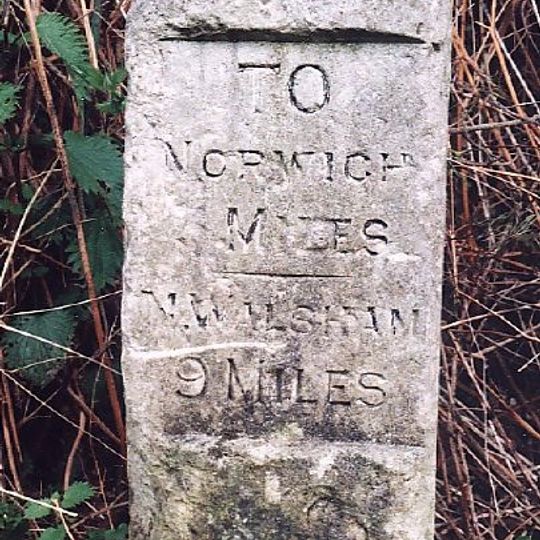 TO
NORWICH
MILES
N. WALSHAM
9 MILES